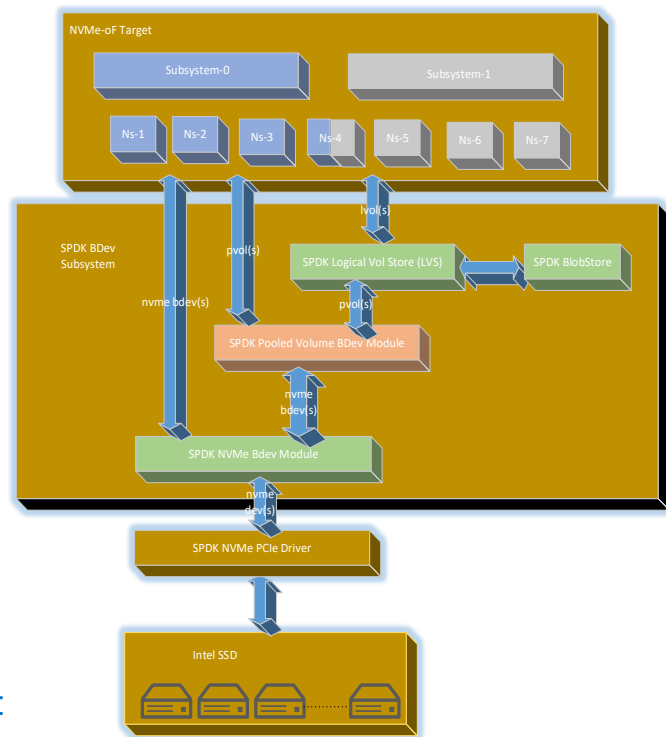 NVMe-oF Target
Subsystem-0
Subsystem-1
Ns-1
Ns-2
Ns-3
Ns-4
Ns-5
Ns-6
Ns-7
lvol(s)
SPDK BDev
Subsystem
pvol(s)
SPDK Logical Vol Store (LVS)
SPDK BlobStore
nvme bdev(s)
pvol(s)
SPDK Pooled Volume BDev Module
nvme
bdev(s)
SPDK NVMe Bdev Module
nvme
dev(s)
SPDK NVMe PCIe Driver
Intel SSD